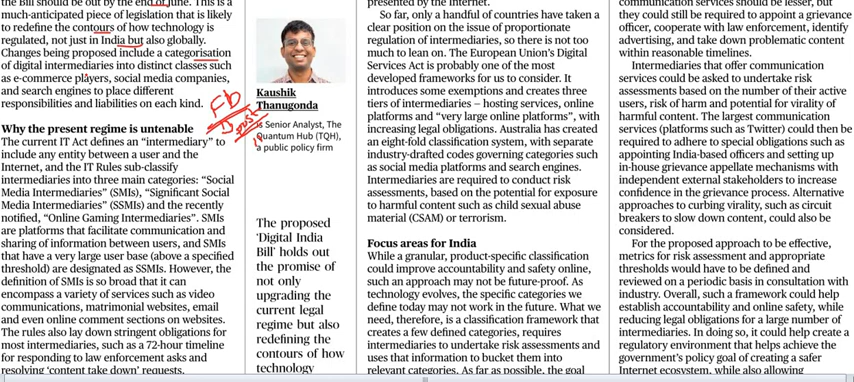 the Bill should be out by the end of June. This is a
much-anticipated piece of legislation that is likely
to redefine the contours of how technology is
regulated, not just in India but also globally.
Changes being proposed include a categorisation
of digital intermediaries into distinct classes such
as e-commerce players, social media companies,
and search engines to place different
responsibilities and liabilities on each kind.
Why the present regime is untenable
The current IT Act defines an “intermediary” to
include any entity between a user and the
Internet, and the IT Rules sub-classify
intermediaries into three main categories: “Social
Media Intermediaries” (SMIs), “Significant Social
Media Intermediaries” (SSMIs) and the recently
notified, “Online Gaming Intermediaries”. SMIs
are platforms that facilitate communication and
sharing of information between users, and SMIs
that have a very large user base (above a specified
threshold) are designated as SSMIs. However, the
definition of SMIs is so broad that it can
encompass a variety of services such as video
communications, matrimonial websites, email
and even online comment sections on websites.
The rules also lay down stringent obligations for
most intermediaries, such as a 72-hour timeline
for responding to law enforcement asks and
resolving ‘content take down’ requests.
Fb
Kaushik
Thanugonda
is Senior Analyst, The
Quantum Hub (TQH),
a public policy firm
The proposed
‘Digital India
Bill’ holds out
the promise of
not only
upgrading the
current legal
regime but also
redefining the
contours of how
technology
presented by the Internet.
So far, only a handful of countries have taken a
clear position on the issue of proportionate
regulation of intermediaries, so there is not too
much to lean on. The European Union’s Digital
Services Act is probably one of the most
developed frameworks for us to consider. It
introduces some exemptions and creates three
tiers of intermediaries – hosting services, online
platforms and “very large online platforms”, with
increasing legal obligations. Australia has created
an eight-fold classification system, with separate
industry-drafted codes governing categories such
as social media platforms and search engines.
Intermediaries are required to conduct risk
assessments, based on the potential for exposure
to harmful content such as child sexual abuse
material (CSAM) or terrorism.
Focus areas for India
While a granular, product-specific classification
could improve accountability and safety online,
such an approach may not be future-proof. As
technology evolves, the specific categories we
define today may not work in the future. What we
need, therefore, is a classification framework that
creates a few defined categories, requires
intermediaries to undertake risk assessments and
uses that information to bucket them into
relevant categories. As far as possible, the goal
communication services should be lesser, but
they could still be required to appoint a grievance
officer, cooperate with law enforcement, identify
advertising, and take down problematic content
within reasonable timelines.
Intermediaries that offer communication
services could be asked to undertake risk
assessments based on the number of their active
users, risk of harm and potential for virality of
harmful content. The largest communication
services (platforms such as Twitter) could then be
required to adhere to special obligations such as
appointing India-based officers and setting up
in-house grievance appellate mechanisms with
independent external stakeholders to increase
confidence in the grievance process. Alternative
approaches to curbing virality, such as circuit
breakers to slow down content, could also be
considered.
For the proposed approach to be effective,
metrics for risk assessment and appropriate
thresholds would have to be defined and
reviewed on a periodic basis in consultation with
industry. Overall, such a framework could help
establish accountability and online safety, while
reducing legal obligations for a large number of
intermediaries. In doing so, it could help create a
regulatory environment that helps achieve the
government’s policy goal of creating a safer
Internet ecosystem, while also allowing